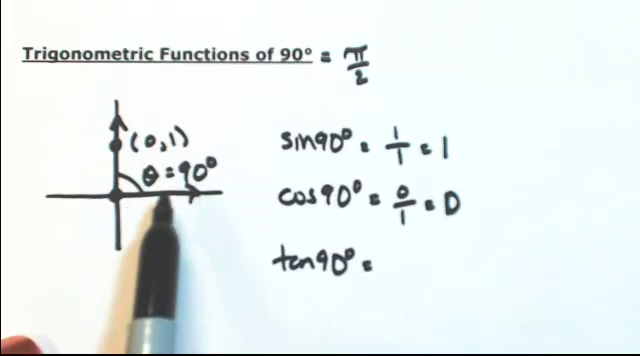 Trigonometric Functions of 90° = π/2
(0,1)
θ = 90°
sin90° = 1/1 = 1
cos90° = 0/1 = 0
tan90° =